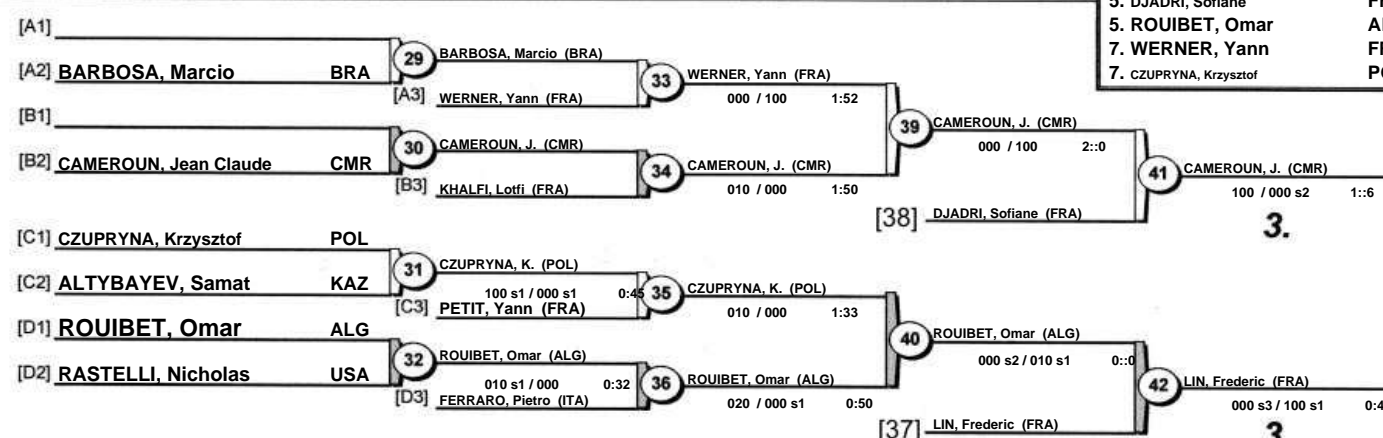 5. DJADRI, Sofiane
5. ROUIBET, Omar
7. WERNER, Yann
7. CZUPRYNA, Krzysztof
[A1]
[A2] BARBOSA, Marcio BRA
29
BARBOSA, Marcio (BRA)
[A3] WERNER, Yann (FRA)
33
WERNER, Yann (FRA)
000 / 100 1:52
[B1]
[B2] CAMEROUN, Jean Claude CMR
30
CAMEROUN, J. (CMR)
[B3] KHALFI, Lotfi (FRA)
34
CAMEROUN, J. (CMR)
010 / 000 1:50
39
CAMEROUN, J. (CMR)
000 / 100 2::0
[38] DJADRI, Sofiane (FRA)
41
CAMEROUN, J. (CMR)
100 / 000 s2 1::6
3.
[C1] CZUPRYNA, Krzysztof POL
[C2] ALTYBAYEV, Samat KAZ
31
CZUPRYNA, K. (POL)
100 s1 / 000 s1 0:45
[C3] PETIT, Yann (FRA)
35
CZUPRYNA, K. (POL)
010 / 000 1:33
[D1] ROUIBET, Omar ALG
[D2] RASTELLI, Nicholas USA
32
ROUIBET, Omar (ALG)
010 s1 / 000 0:32
[D3] FERRARO, Pietro (ITA)
36
ROUIBET, Omar (ALG)
020 / 000 s1 0:50
40
ROUIBET, Omar (ALG)
000 s2 / 010 s1 0::0
[37] LIN, Frederic (FRA)
42
LIN, Frederic (FRA)
000 s3 / 100 s1
3